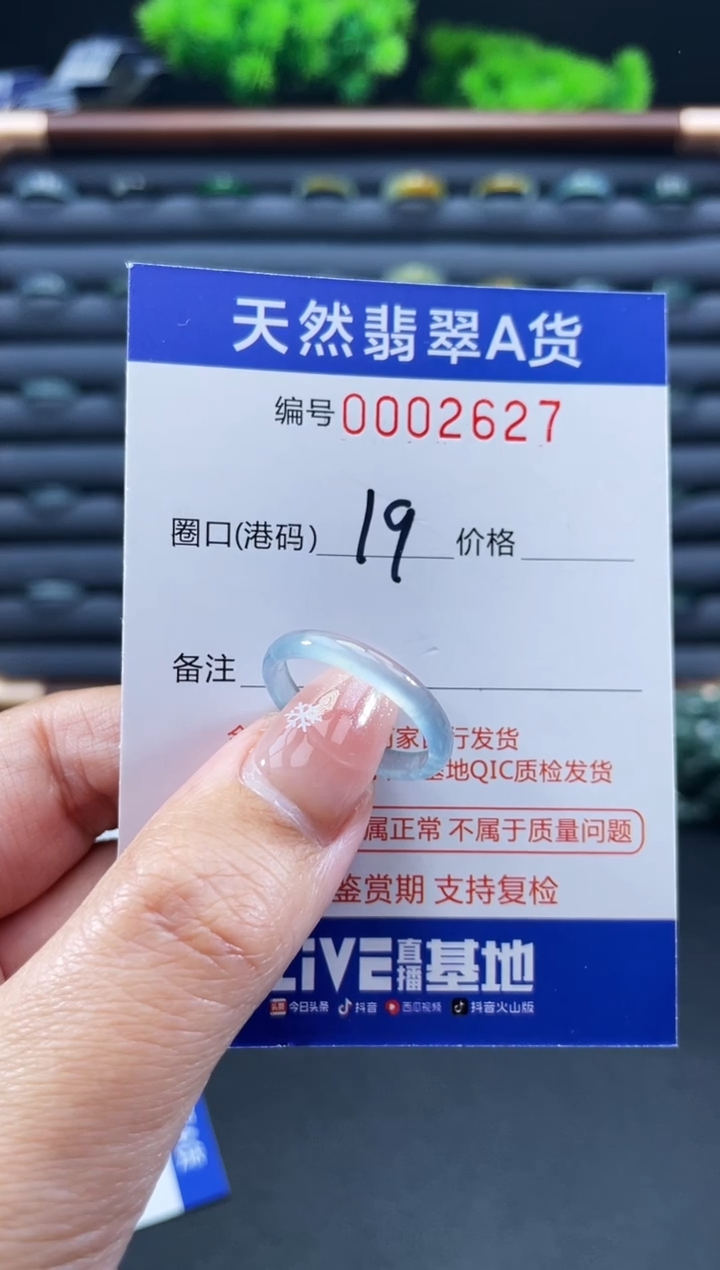 天然翡翠A货
编号0002627
圈口(港码) 19 价格
备注
家 行发货
基地QIC质检发货
属正常 不属于质量问题
鉴赏期 支持复检
LiVE直播基地
头条 今日头条 抖音 西瓜视频 抖音火山版